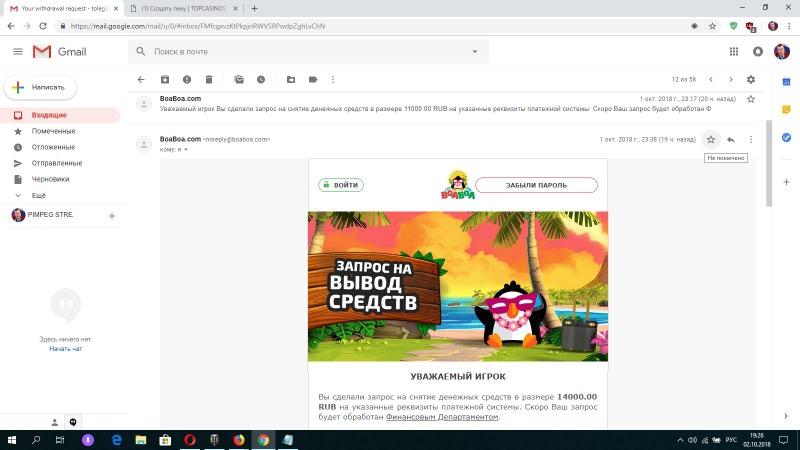 Your withdrawal request - toleg
(1) Создать тему | TOPCASINOS
https://mail.google.com/mail/u/0/#inbox/FMfcgxvzKtPkpjnRWVSRPwdpZghLvChN
Gmail
Поиск в почте
Написать
12 из 58
Входящие
Помеченные
Отложенные
Отправленные
Черновики
Ещё
PIMPEG STRE.
Здесь ничего нет
Начать чат
BoaBoa.com
1 окт. 2018 г., 23:17 (20 ч. назад)
Уважаемый игрок Вы сделали запрос на снятие денежных средств в размере 11000.00 RUB на указанные реквизиты платежной системы. Скоро Ваш запрос будет обработан Ф
BoaBoa.com <noreply@boaboa.com>
1 окт. 2018 г., 23:38 (19 ч. назад)
кому: я
Не помечено
ВОЙТИ
BOABOA
ЗАБЫЛИ ПАРОЛЬ
ЗАПРОС НА
ВЫВОД
СРЕДСТВ
УВАЖАЕМЫЙ ИГРОК
Вы сделали запрос на снятие денежных средств в размере 14000.00
RUB на указанные реквизиты платежной системы. Скоро Ваш запрос
будет обработан Финансовым Департаментом.
РУС
19:26
02.10.2018